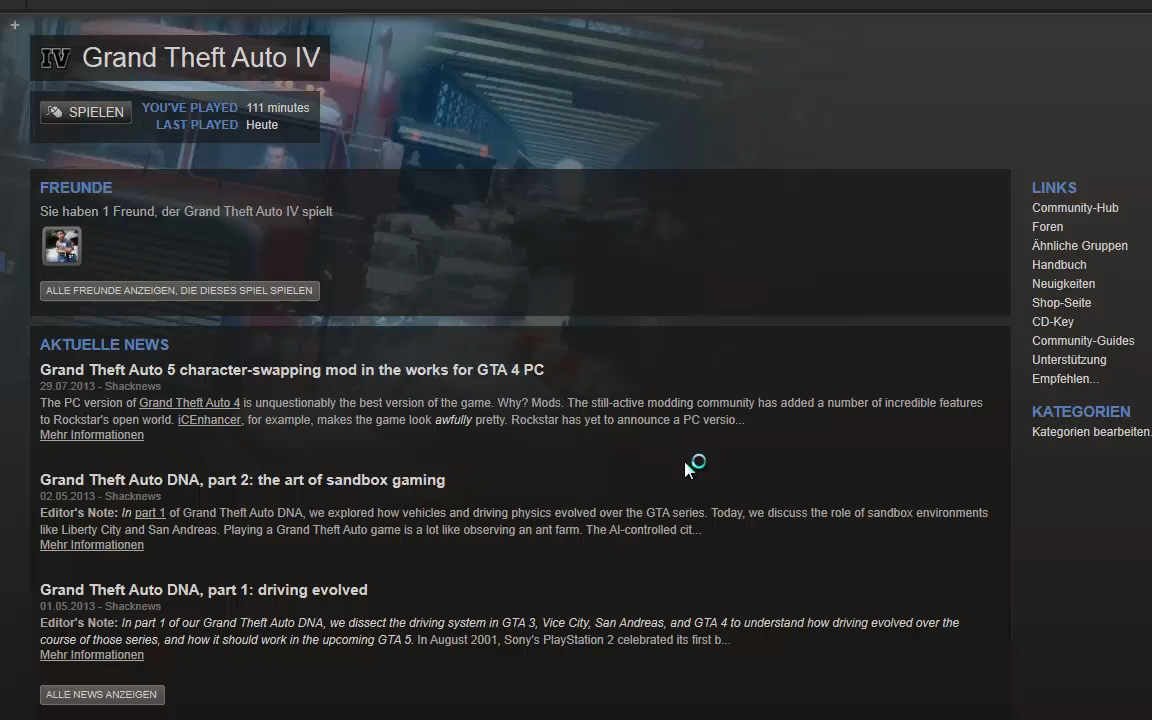 +
IV Grand Theft Auto IV
SPIELEN YOU'VE PLAYED 111 minutes
LAST PLAYED Heute
FREUNDE
Sie haben 1 Freund, der Grand Theft Auto IV spielt
ALLE FREUNDE ANZEIGEN, DIE DIESES SPIEL SPIELEN
AKTUELLE NEWS
Grand Theft Auto 5 character-swapping mod in the works for GTA 4 PC
29.07.2013 - Shacknews
The PC version of Grand Theft Auto 4 is unquestionably the best version of the game. Why? Mods. The still-active modding community has added a number of incredible features
to Rockstar's open world. iCEnhancer, for example, makes the game look awfully pretty. Rockstar has yet to announce a PC versio...
Mehr Informationen
Grand Theft Auto DNA, part 2: the art of sandbox gaming
02.05.2013 - Shacknews
Editor's Note: In part 1 of Grand Theft Auto DNA, we explored how vehicles and driving physics evolved over the GTA series. Today, we discuss the role of sandbox environments
like Liberty City and San Andreas. Playing a Grand Theft Auto game is a lot like observing an ant farm. The AI-controlled cit...
Mehr Informationen
Grand Theft Auto DNA, part 1: driving evolved
01.05.2013 - Shacknews
Editor's Note: In part 1 of our Grand Theft Auto DNA, we dissect the driving system in GTA 3, Vice City, San Andreas, and GTA 4 to understand how driving evolved over the
course of those series, and how it should work in the upcoming GTA 5. In August 2001, Sony's PlayStation 2 celebrated its first b...
Mehr Informationen
ALLE NEWS ANZEIGEN
LINKS
Community-Hub
Foren
Ähnliche Gruppen
Handbuch
Neuigkeiten
Shop-Seite
CD-Key
Community-Guides
Unterstützung
Empfehlen...
KATEGORIEN
Kategorien bearbeiten.